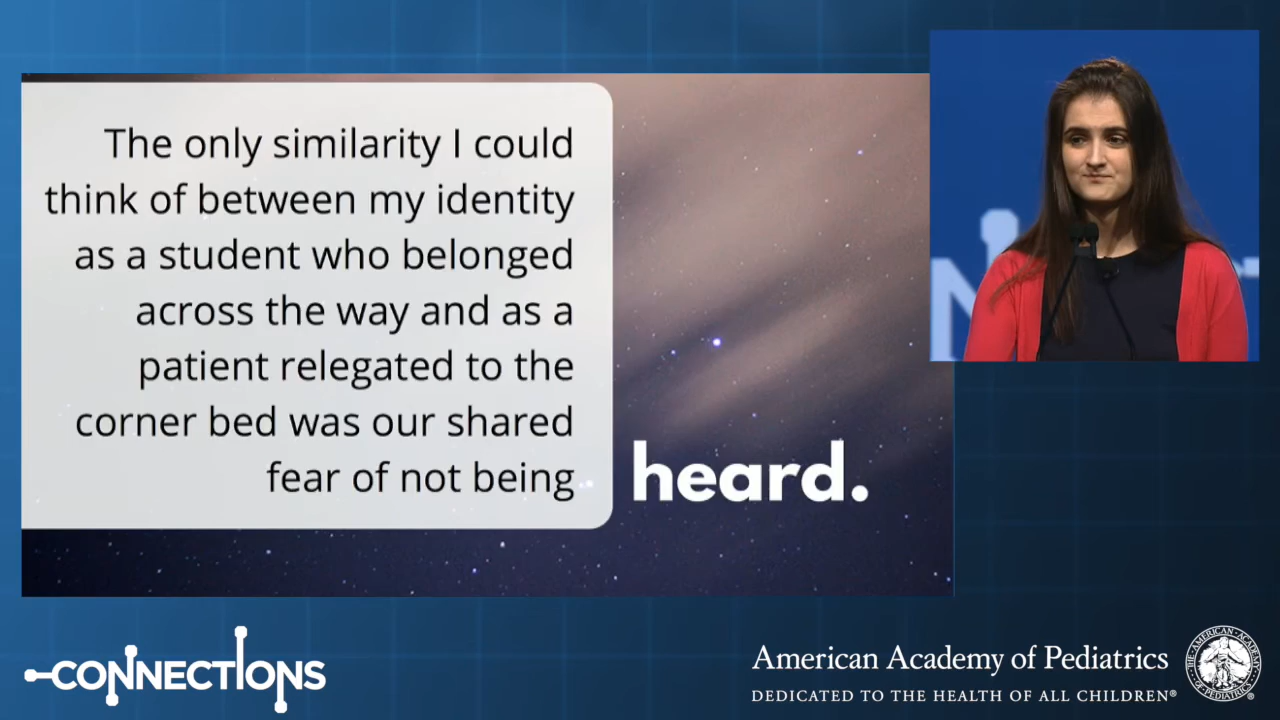 The only similarity I could
think of between my identity
as a student who belonged
across the way and as a
patient relegated to the
corner bed was our shared
fear of not being heard.
CONNECTIONS
American Academy of Pediatrics
DEDICATED TO THE HEALTH OF ALL CHILDREN®